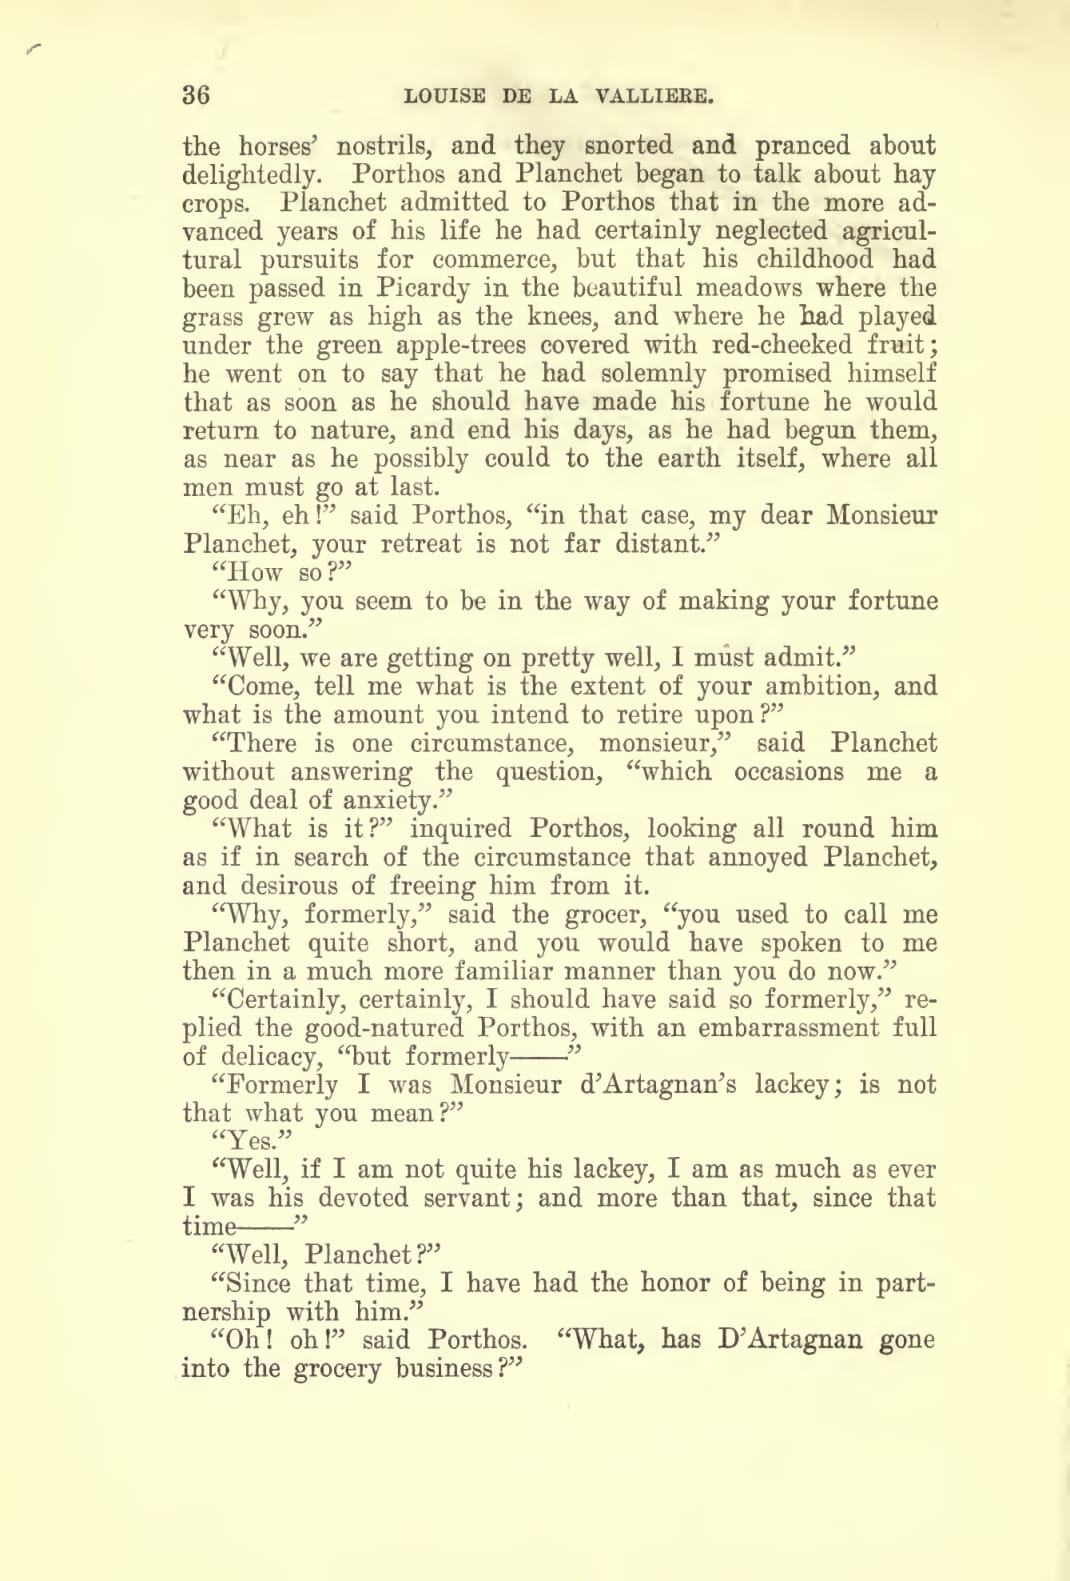 36 LOUISE DE LA VALLIERE.
the horses’ nostrils, and they snorted and pranced about
delightedly. Porthos and Planchet began to talk about hay
crops. Planchet admitted to Porthos that in the more ad-
vanced years of his life he had certainly neglected agricul-
tural pursuits for commerce, but that his childhood had
been passed in Picardy in the beautiful meadows where the
grass grew as high as the knees, and where he had played
under the green apple-trees covered with red-cheeked fruit;
he went on to say that he had solemnly promised himself
that as soon as he should have made his fortune he would
return to nature, and end his days, as he had begun them,
as near as he possibly could to the earth itself, where all
men must go at last.
“Eh, eh!” said Porthos, “in that case, my dear Monsieur
Planchet, your retreat is not far distant.”
“How so?”
“Why, you seem to be in the way of making your fortune
very soon.”
“Well, we are getting on pretty well, I must admit.”
“Come, tell me what is the extent of your ambition, and
what is the amount you intend to retire upon?”
“There is one circumstance, monsieur,” said Planchet
without answering the question, “which occasions me a
good deal of anxiety.”
“What is it?” inquired Porthos, looking all round him
as if in search of the circumstance that annoyed Planchet,
and desirous of freeing him from it.
“Why, formerly,” said the grocer, “you used to call me
Planchet quite short, and you would have spoken to me
then in a much more familiar manner than you do now.”
“Certainly, certainly, I should have said so formerly,” re-
plied the good-natured Porthos, with an embarrassment full
of delicacy, “but formerly——”
“Formerly I was Monsieur d’Artagnan’s lackey; is not
that what you mean?”
“Yes.”
“Well, if I am not quite his lackey, I am as much as ever
I was his devoted servant; and more than that, since that
time——”
“Well, Planchet?”
“Since that time, I have had the honor of being in part-
nership with him.”
“Oh! oh!” said Porthos. “What, has D’Artagnan gone
into the grocery business?”